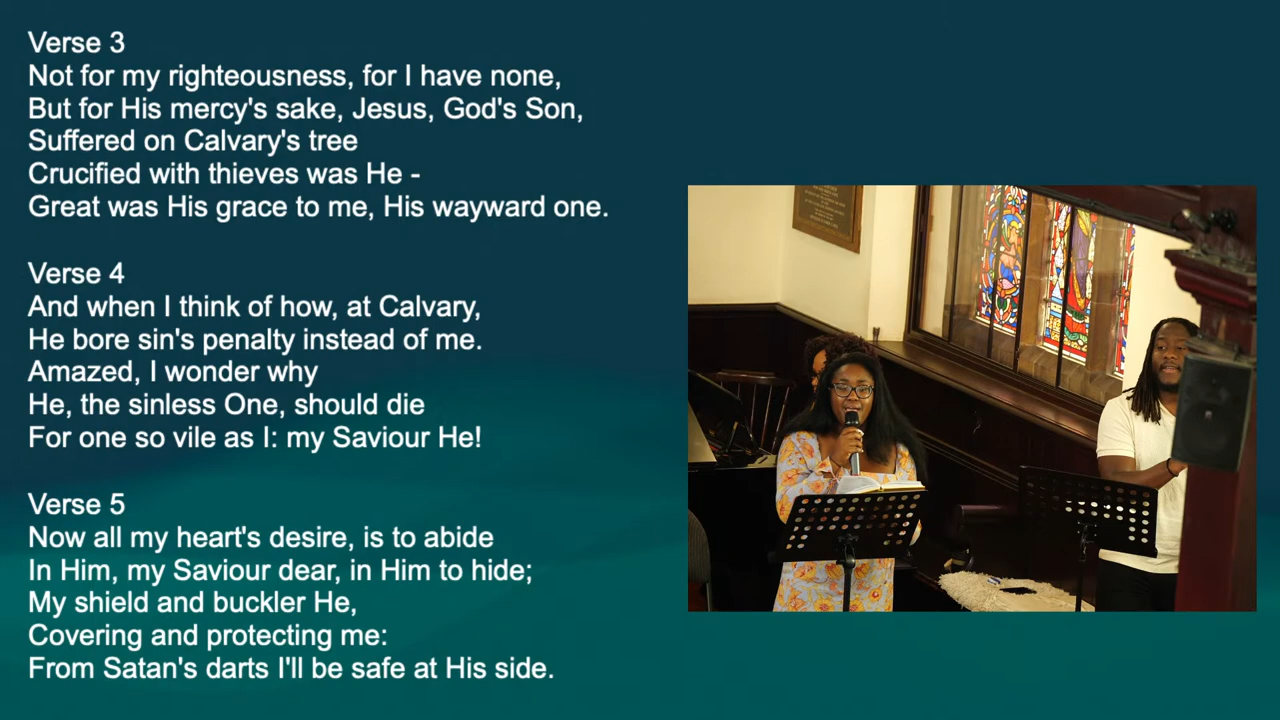 Verse 3
Not for my righteousness, for I have none,
But for His mercy's sake, Jesus, God's Son,
Suffered on Calvary's tree
Crucified with thieves was He -
Great was His grace to me, His wayward one.
Verse 4
And when I think of how, at Calvary,
He bore sin's penalty instead of me.
Amazed, I wonder why
He, the sinless One, should die
For one so vile as I: my Saviour He!
Verse 5
Now all my heart's desire, is to abide
In Him, my Saviour dear, in Him to hide;
My shield and buckler He,
Covering and protecting me:
From Satan's darts I'll be safe at His side.